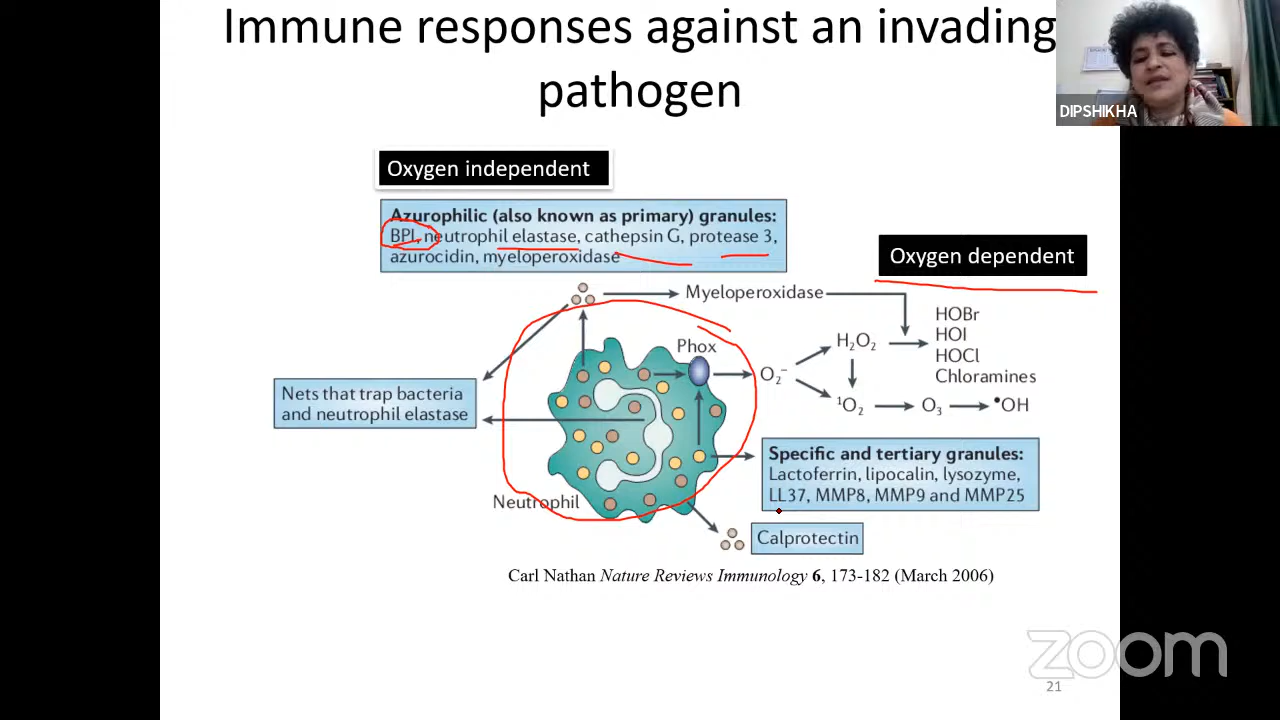 Immune responses against an invading
pathogen
DIPSHIKHA
Oxygen independent
Azurophilic (also known as primary) granules:
BPI, neutrophil elastase, cathepsin G, protease 3,
azurocidin, myeloperoxidase
Oxygen dependent
Myeloperoxidase
HOBr
HOI
HOCl
Chloramines
Phox
O₂⁻
H₂O₂
¹O₂
O₃
•OH
Nets that trap bacteria
and neutrophil elastase
Specific and tertiary granules:
Lactoferrin, lipocalin, lysozyme,
LL37, MMP8, MMP9 and MMP25
Neutrophil
Calprotectin
Carl Nathan Nature Reviews Immunology 6, 173-182 (March 2006)
zoom
21